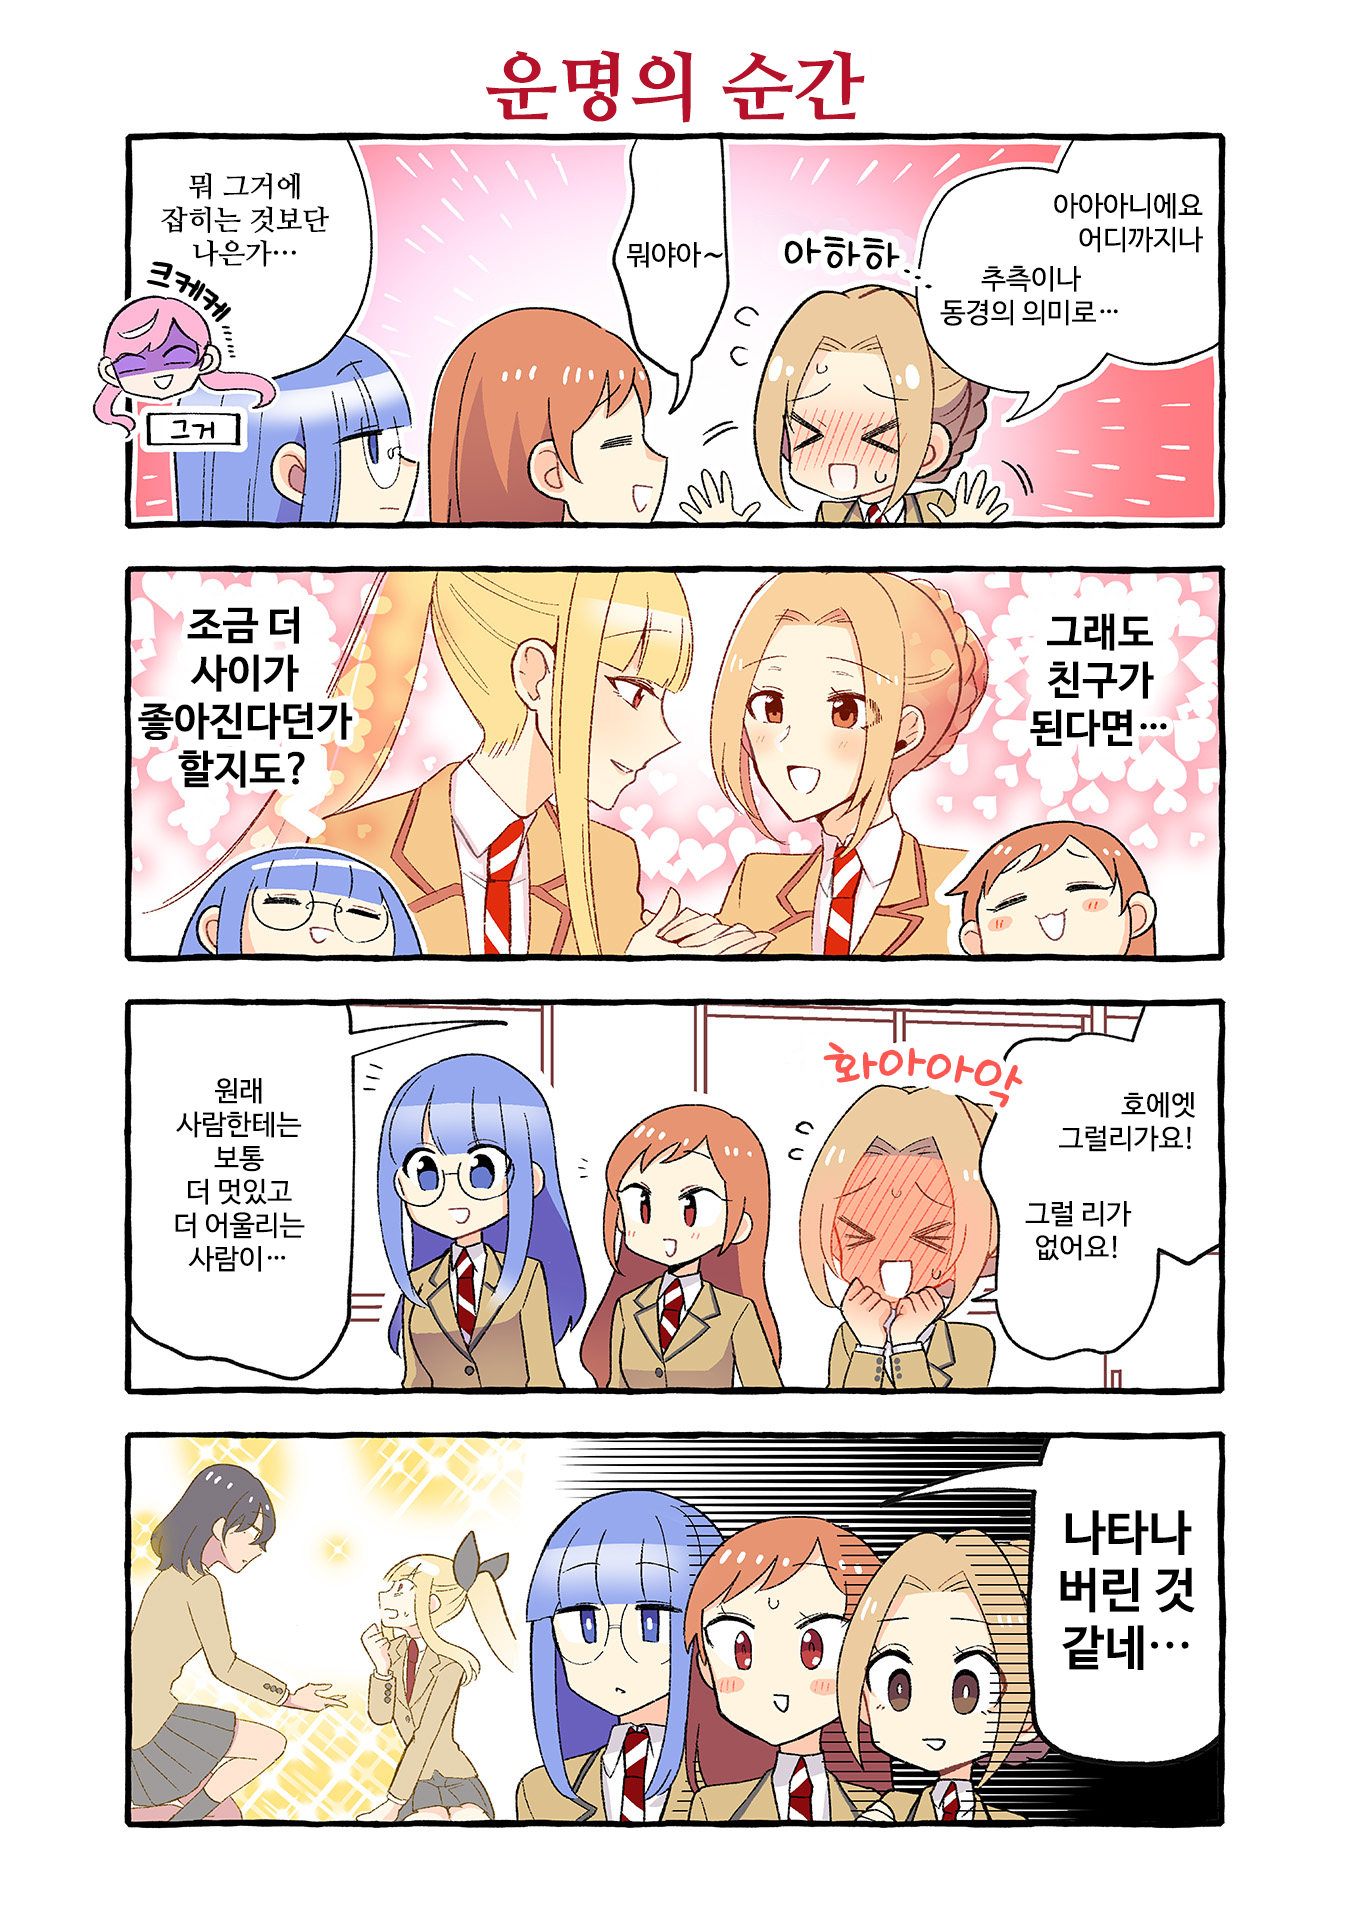 운명의 순간
아아아니에요
어디까지나
추측이나
동경의 의미로…
아하하…
뭐야아~
뭐 그거에
잡히는 것보단
나은가…
크케케…
그거
그래도
친구가
된다면…
조금 더
사이가
좋아진다던가
할지도?
호에엣
그럴리가요!
그럴 리가
없어요!
화아아악
원래
사람한테는
보통
더 멋있고
더 어울리는
사람이…
나타나
버린 것
같네…